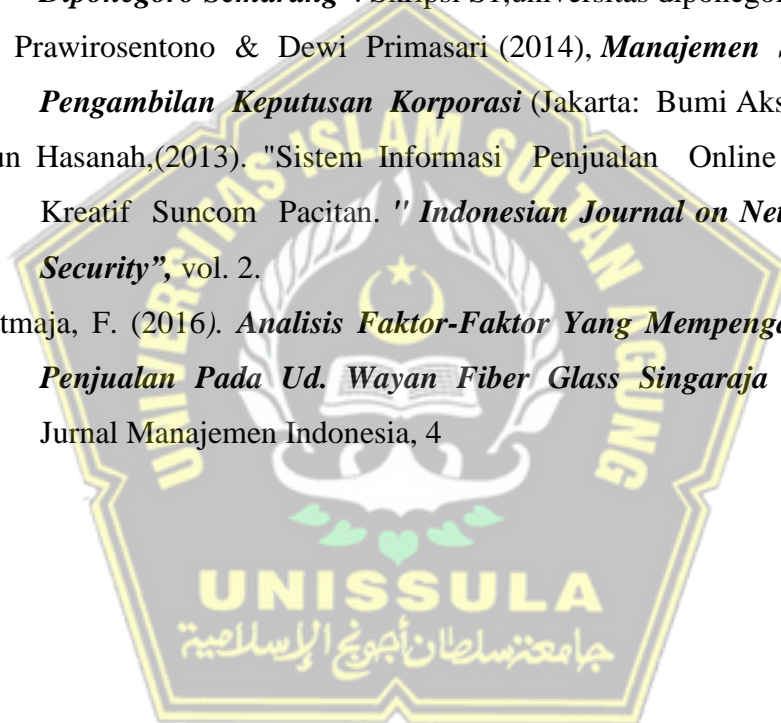 Diponegoro Semarang". Skripsi S1,universitas diponegor
Prawirosentono & Dewi Primasari (2014), Manajemen
Pengambilan Keputusan Korporasi (Jakarta: Bumi Aks
un Hasanah,(2013). "Sistem Informasi Penjualan Online
Kreatif Suncom Pacitan. " Indonesian Journal on Net
Security", vol. 2.
tmaja, F. (2016). Analisis Faktor-Faktor Yang Mempenga
Penjualan Pada Ud. Wayan Fiber Glass Singaraja
Jurnal Manajemen Indonesia, 4
UNIVERSITAS ISLAM SULTAN AGUNG
UNISSULA
جامعة سلطان أجونج الإسلامية